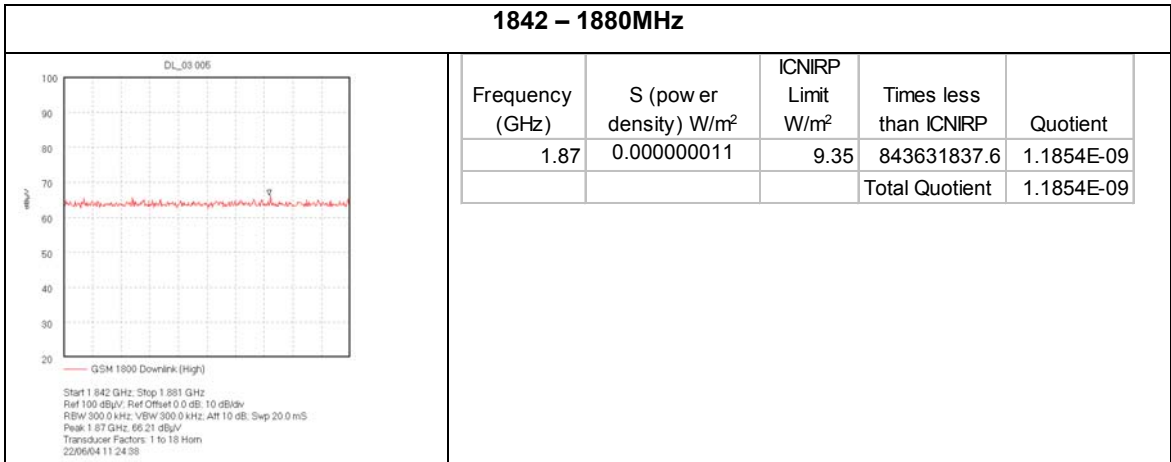 1842 – 1880MHz
DL_03 005
100
90
80
70
60
50
40
30
20
dBµV
GSM 1800 Downlink (High)
Start 1.842 GHz; Stop 1.881 GHz
Ref 100 dBµV; Ref Offset 0.0 dB; 10 dB/div
RBW 300.0 kHz; VBW 300.0 kHz; Att 10 dB; Swp 20.0 mS
Peak 1.87 GHz, 66.21 dBµV
Transducer Factors: 1 to 18 Horn
22/06/04 11 24 38
Frequency (GHz) S (pow er density) W/m² ICNIRP Limit W/m² Times less than ICNIRP Quotient
1.87 0.000000011 9.35 843631837.6 1.1854E-09
Total Quotient 1.1854E-09